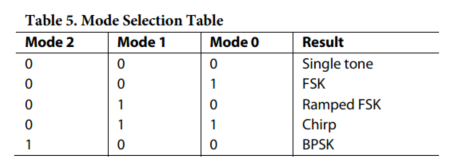 Table 5. Mode Selection Table
Mode 2 Mode 1 Mode 0 Result
0 0 0 Single tone
0 0 1 FSK
0 1 0 Ramped FSK
0 1 1 Chirp
1 0 0 BPSK